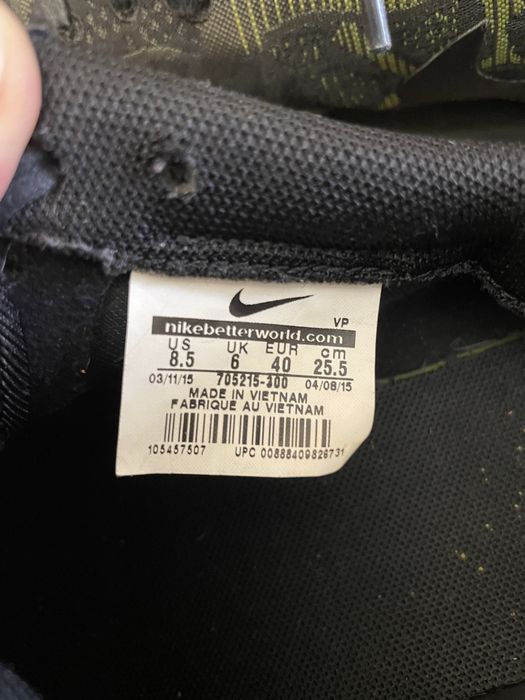 VP
nikebetterworld.com
US UK EUR cm
8.5 6 40 25.5
03/11/15 705215-300 04/08/15
MADE IN VIETNAM
FABRIQUE AU VIETNAM
105457507 UPC 00888409826731